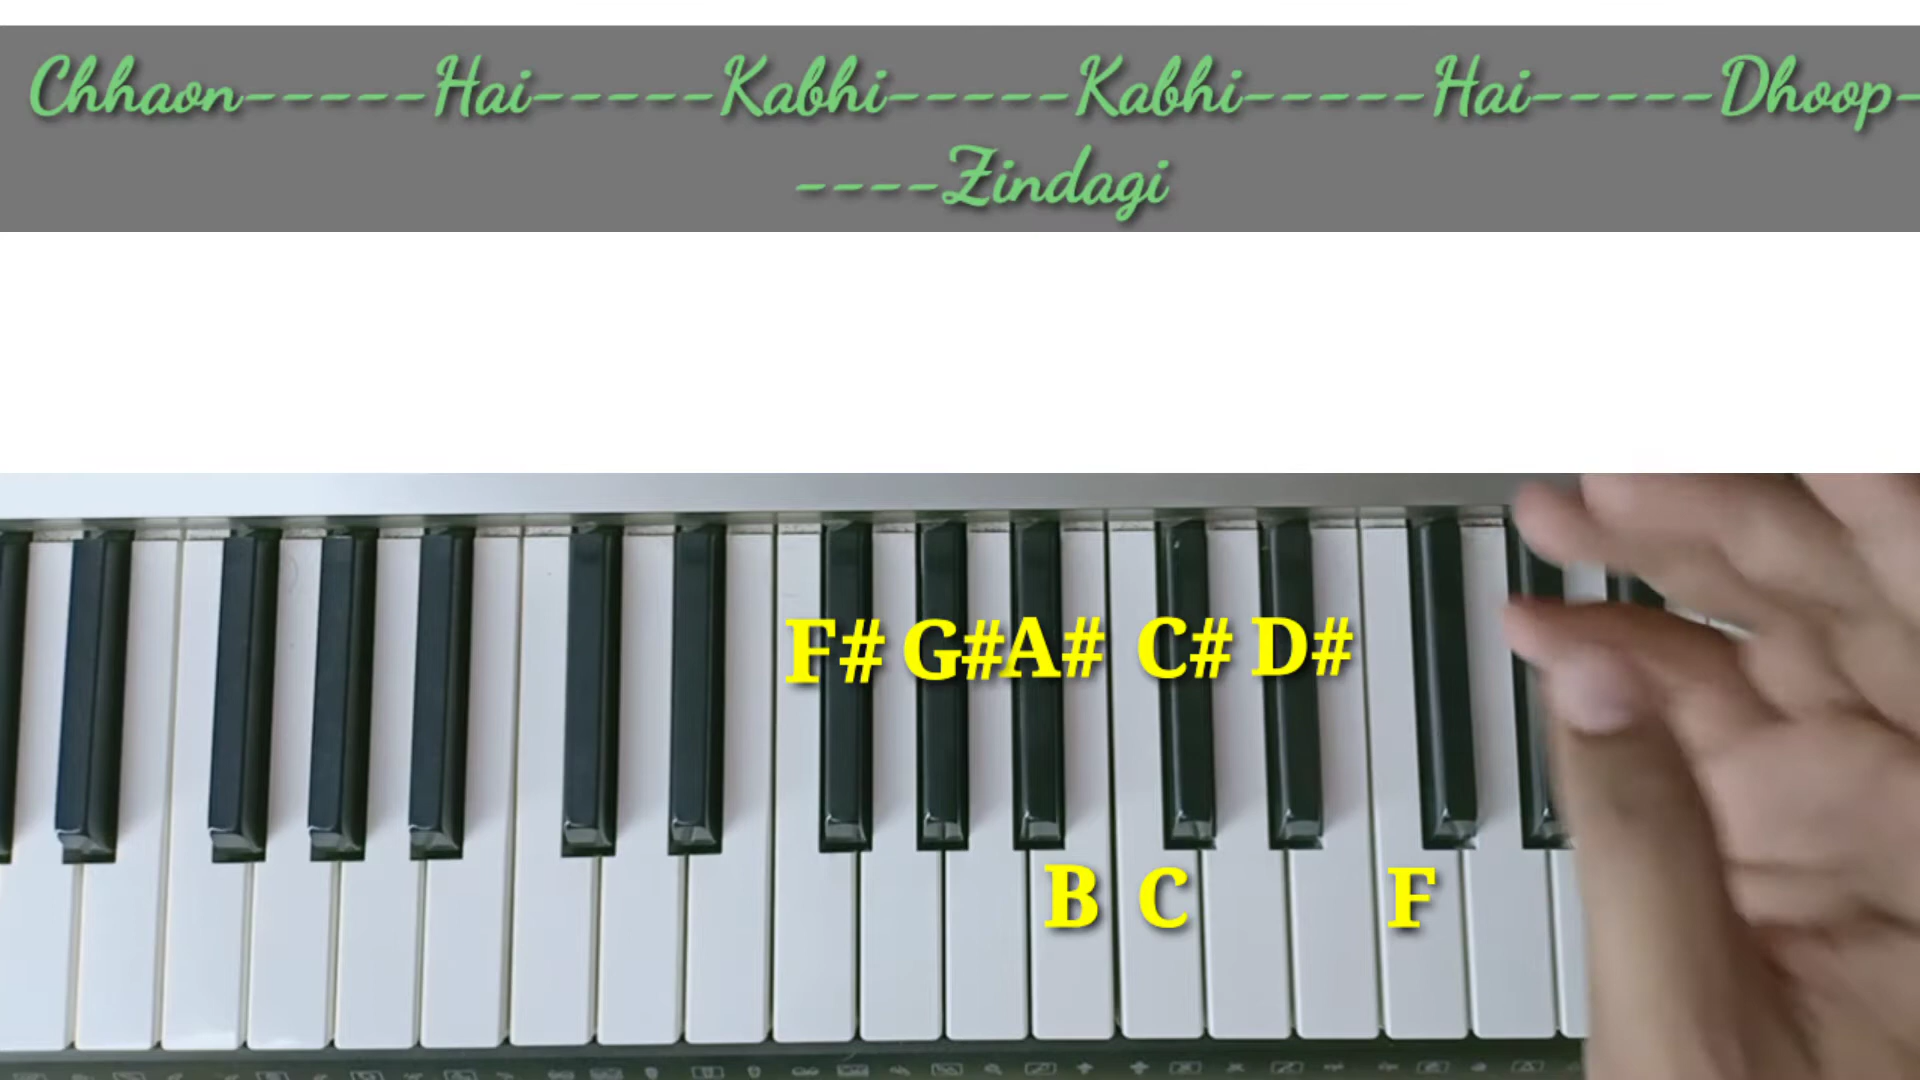 Chhaon-----Hai-----Kabhi-----Kabhi-----Hai-----Dhoop-
----Zindagi
F# G# A# C# D#
B C F